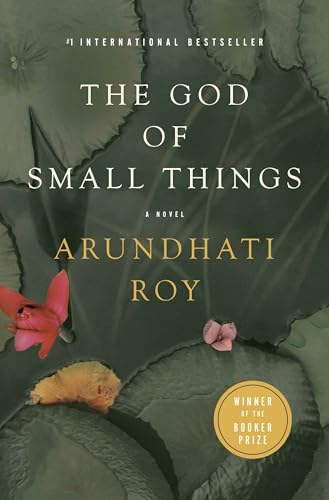 #1 INTERNATIONAL BESTSELLER
THE GOD
OF
SMALL THINGS
A NOVEL
ARUNDHATI
ROY
WINNER
OF THE
BOOKER
PRIZE